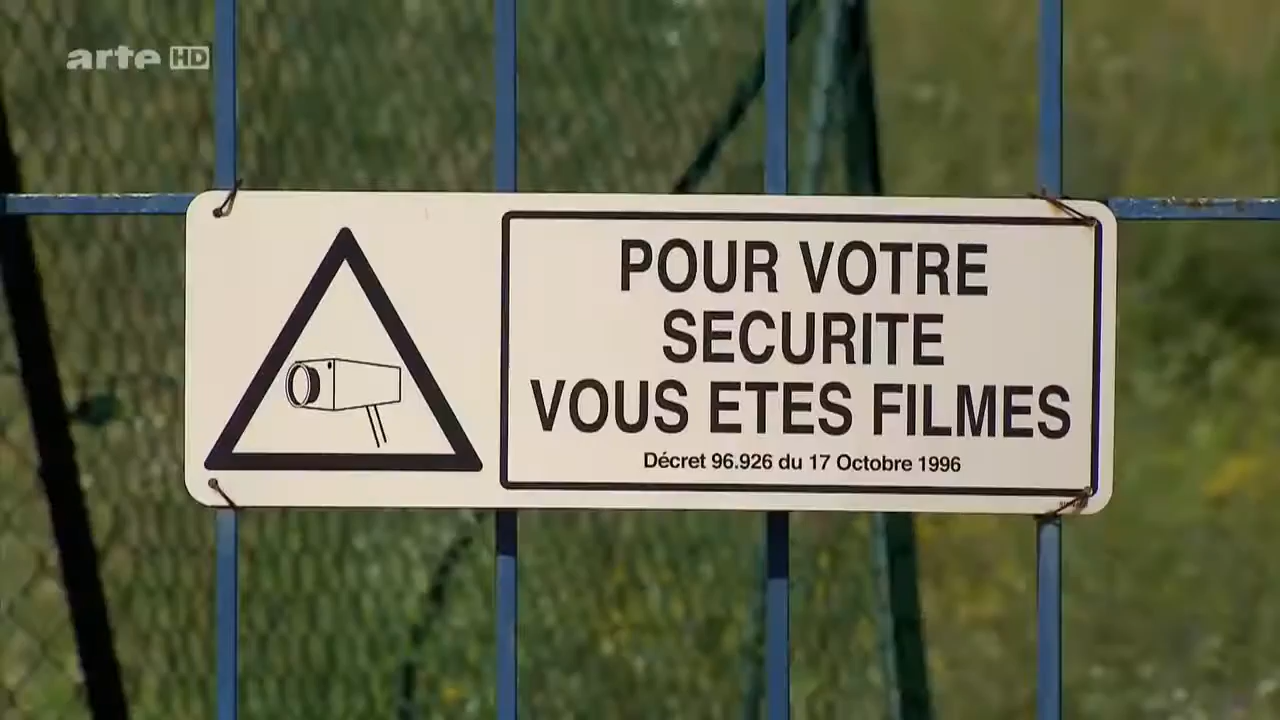 arte HD
POUR VOTRE
SECURITE
VOUS ETES FILMES
Décret 96.926 du 17 Octobre 1996